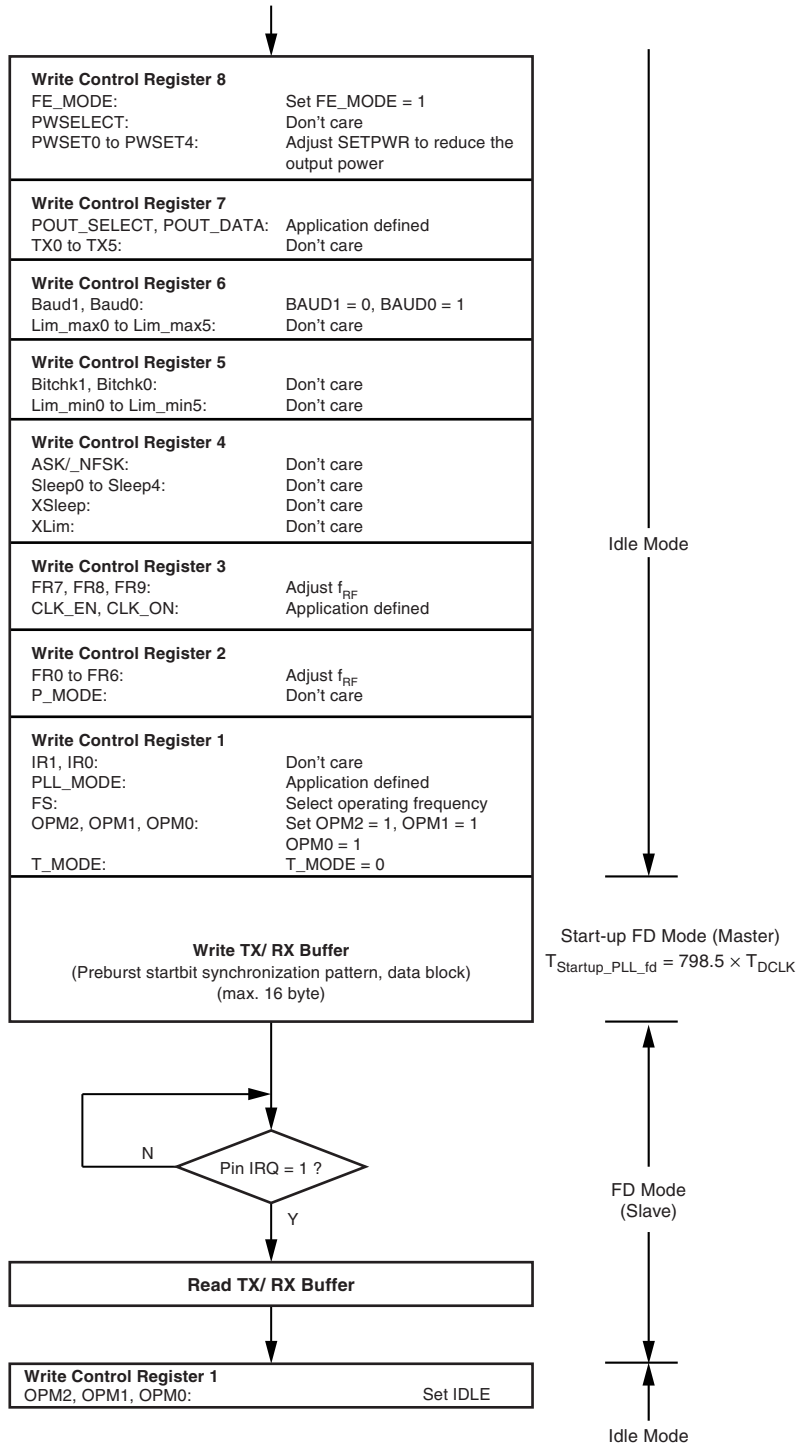 Write Control Register 8
FE_MODE: Set FE_MODE = 1
PWSELECT: Don't care
PWSET0 to PWSET4: Adjust SETPWR to reduce the
output power
Write Control Register 7
POUT_SELECT, POUT_DATA: Application defined
TX0 to TX5: Don't care
Write Control Register 6
Baud1, Baud0: BAUD1 = 0, BAUD0 = 1
Lim_max0 to Lim_max5: Don't care
Write Control Register 5
Bitchk1, Bitchk0: Don't care
Lim_min0 to Lim_min5: Don't care
Write Control Register 4
ASK/_NFSK: Don't care
Sleep0 to Sleep4: Don't care
XSleep: Don't care
XLim: Don't care
Idle Mode
Write Control Register 3
FR7, FR8, FR9: Adjust fRF
CLK_EN, CLK_ON: Application defined
Write Control Register 2
FR0 to FR6: Adjust fRF
P_MODE: Don't care
Write Control Register 1
IR1, IR0: Don't care
PLL_MODE: Application defined
FS: Select operating frequency
OPM2, OPM1, OPM0: Set OPM2 = 1, OPM1 = 1
OPM0 = 1
T_MODE: T_MODE = 0
Write TX/ RX Buffer
(Preburst startbit synchronization pattern, data block)
(max. 16 byte)
Start-up FD Mode (Master)
TStartup_PLL_fd = 798.5 × TDCLK
N
Pin IRQ = 1 ?
Y
FD Mode
(Slave)
Read TX/ RX Buffer
Write Control Register 1
OPM2, OPM1, OPM0: Set IDLE
Idle Mode